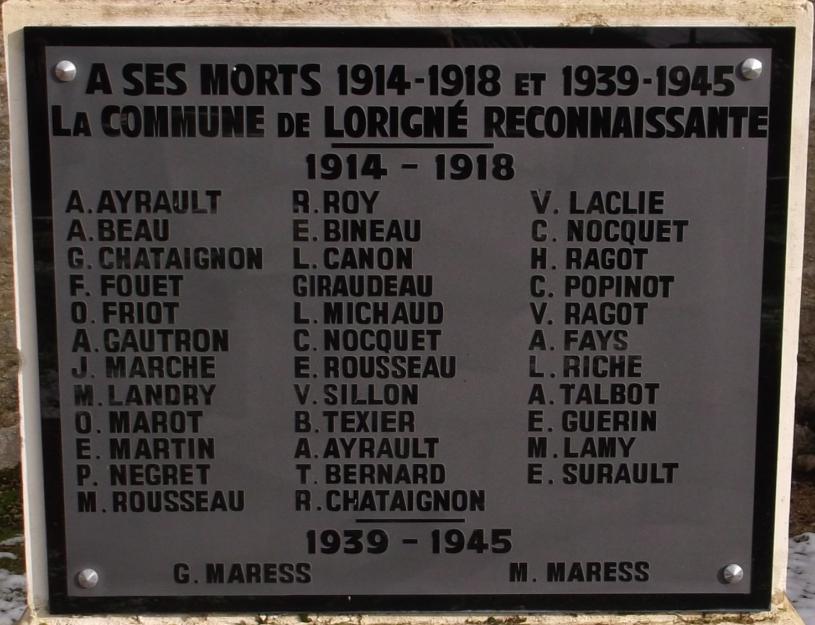 A SES MORTS 1914-1918 ET 1939-1945
LA COMMUNE DE LORIGNÉ RECONNAISSANTE
1914 - 1918
A. AYRAULT
A. BEAU
G. CHATAIGNON
F. FOUET
O. FRIOT
A. GAUTRON
J. MARCHE
M. LANDRY
O. MAROT
E. MARTIN
P. NEGRET
M. ROUSSEAU
R. ROY
E. BINEAU
L. CANON
GIRAUDEAU
L. MICHAUD
C. NOCQUET
E. ROUSSEAU
V. SILLON
B. TEXIER
A. AYRAULT
T. BERNARD
R. CHATAIGNON
V. LACLIE
C. NOCQUET
H. RAGOT
C. POPINOT
V. RAGOT
A. FAYS
L. RICHE
A. TALBOT
E. GUERIN
M. LAMY
E. SURAULT
1939 - 1945
G. MARESS
M. MARESS